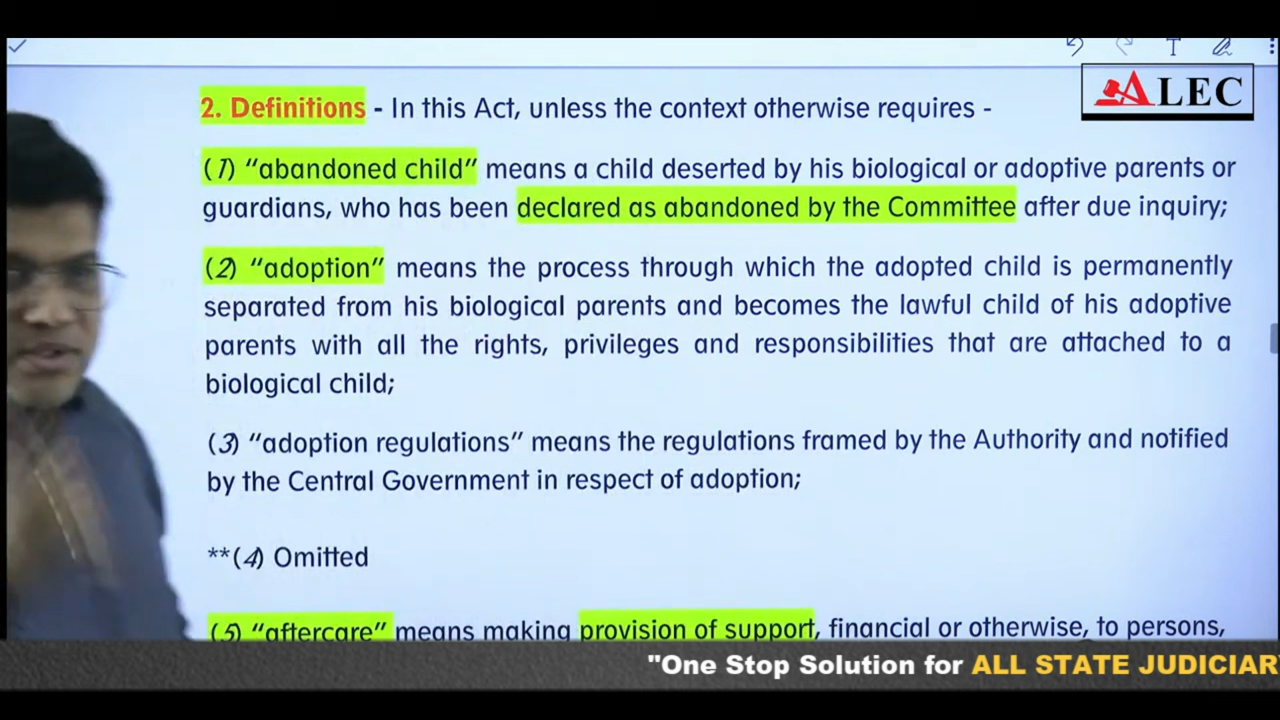 ALEC
2. Definitions - In this Act, unless the context otherwise requires -
(1) “abandoned child” means a child deserted by his biological or adoptive parents or
guardians, who has been declared as abandoned by the Committee after due inquiry;
(2) “adoption” means the process through which the adopted child is permanently
separated from his biological parents and becomes the lawful child of his adoptive
parents with all the rights, privileges and responsibilities that are attached to a
biological child;
(3) “adoption regulations” means the regulations framed by the Authority and notified
by the Central Government in respect of adoption;
**(4) Omitted
(5) “aftercare” means making provision of support, financial or otherwise, to persons,
"One Stop Solution for ALL STATE JUDICIAR